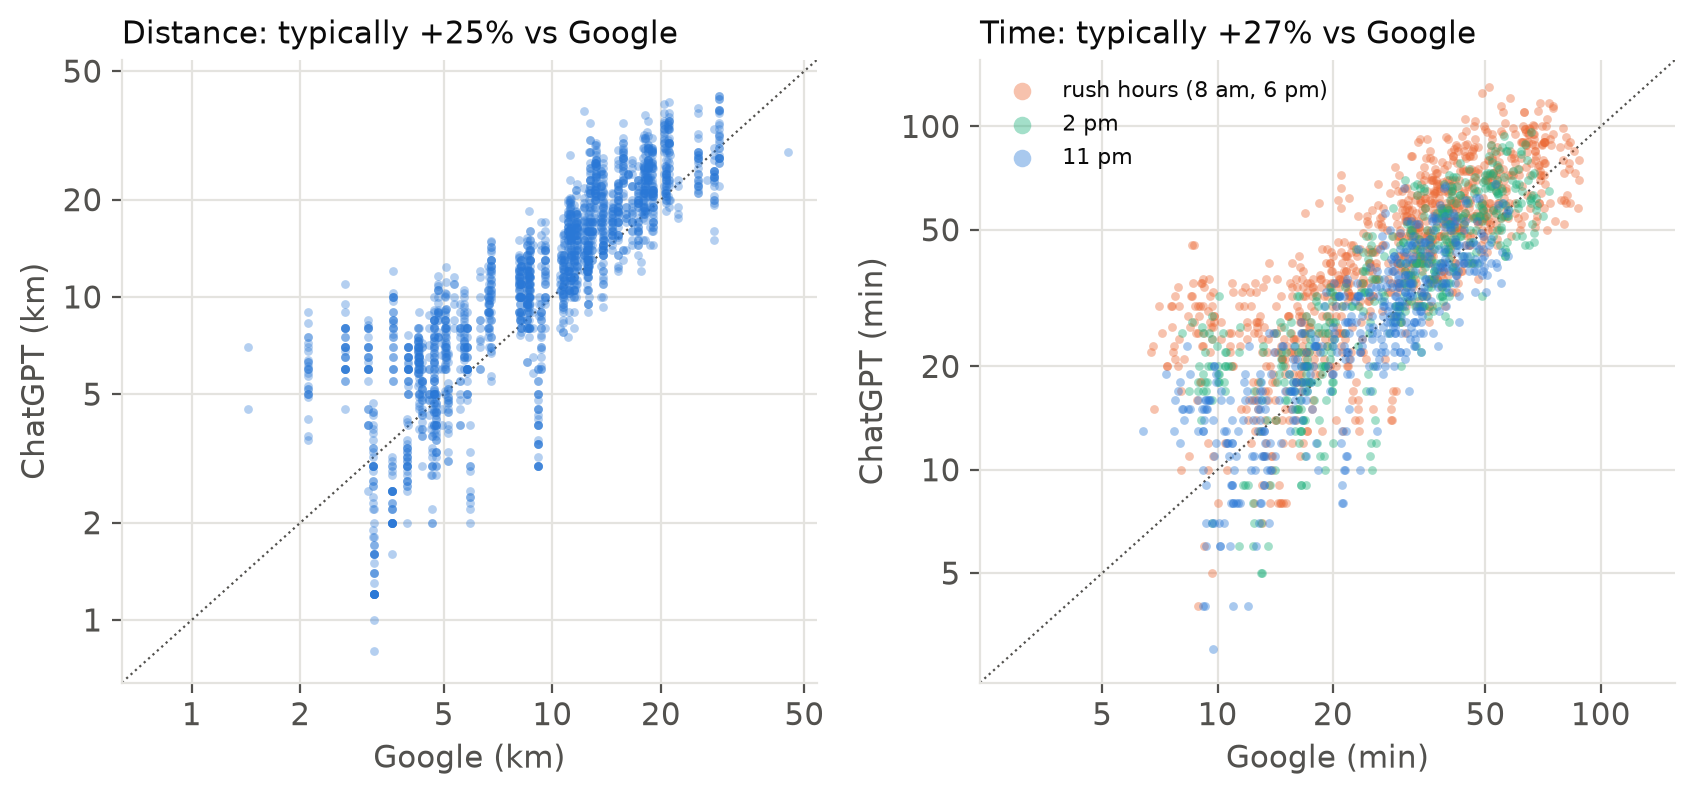 Distance: typically +25% vs Google
50
20
10
5
2
1
ChatGPT (km)
1
2
5
10
20
50
Google (km)
Time: typically +27% vs Google
rush hours (8 am, 6 pm)
2 pm
11 pm
100
50
20
10
5
ChatGPT (min)
5
10
20
50
100
Google (min)